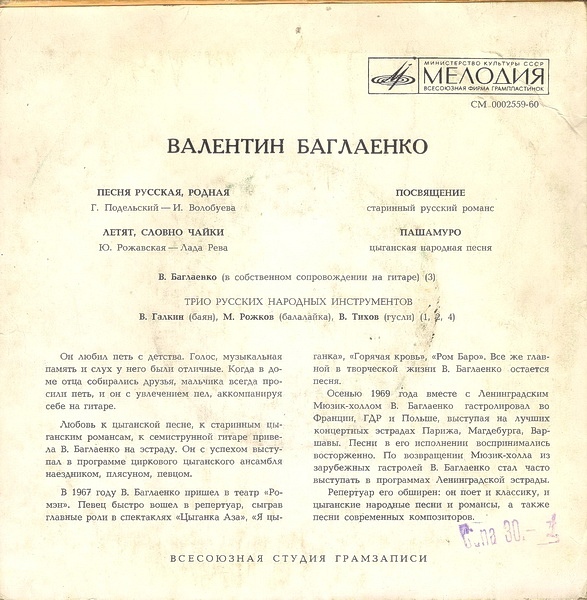 МИНИСТЕРСТВО КУЛЬТУРЫ СССР
МЕЛОДИЯ
ВСЕСОЮЗНАЯ ФИРМА ГРАМПЛАСТИНОК
СМ 0002559-60
ВАЛЕНТИН БАГЛАЕНКО
ПЕСНЯ РУССКАЯ, РОДНАЯ
Г. Подельский — И. Волобуева
ЛЕТЯТ, СЛОВНО ЧАЙКИ
Ю. Рожавская — Лада Рева
ПОСВЯЩЕНИЕ
старинный русский романс
ПАШАМУРО
цыганская народная песня
В. Баглаенко (в собственном сопровождении на гитаре) (3)
ТРИО РУССКИХ НАРОДНЫХ ИНСТРУМЕНТОВ
В. Галкин (баян), М. Рожков (балалайка), В. Тихов (гусли) (1, 2, 4)
Он любил петь с детства. Голос, музыкальная
память и слух у него были отличные. Когда в до-
ме отца собирались друзья, мальчика всегда про-
сили петь, и он с увлечением пел, аккомпанируя
себе на гитаре.
Любовь к цыганской песне, к старинным цы-
ганским романсам, к семиструнной гитаре приве-
ла В. Баглаенко на эстраду. Он с успехом высту-
пал в программе циркового цыганского ансамбля
наездником, плясуном, певцом.
В 1967 году В. Баглаенко пришел в театр «Ро-
мэн». Певец быстро вошел в репертуар, сыграв
главные роли в спектаклях «Цыганка Аза», «Я цы-
ганка», «Горячая кровь», «Ром Баро». Все же глав-
ной в творческой жизни В. Баглаенко остается
песня.
Осенью 1969 года вместе с Ленинградским
Мюзик-холлом В. Баглаенко гастролировал во
Франции, ГДР и Польше, выступая на лучших
концертных эстрадах Парижа, Магдебурга, Вар-
шавы. Песни в его исполнении воспринимались
восторженно. По возвращении Мюзик-холла из
зарубежных гастролей В. Баглаенко стал часто
выступать в программах Ленинградской эстрады.
Репертуар его обширен: он поет и классику, и
цыганские народные песни и романсы, а также
песни современных композиторов.
Cena 30.—
ВСЕСОЮЗНАЯ СТУДИЯ ГРАМЗАПИСИ